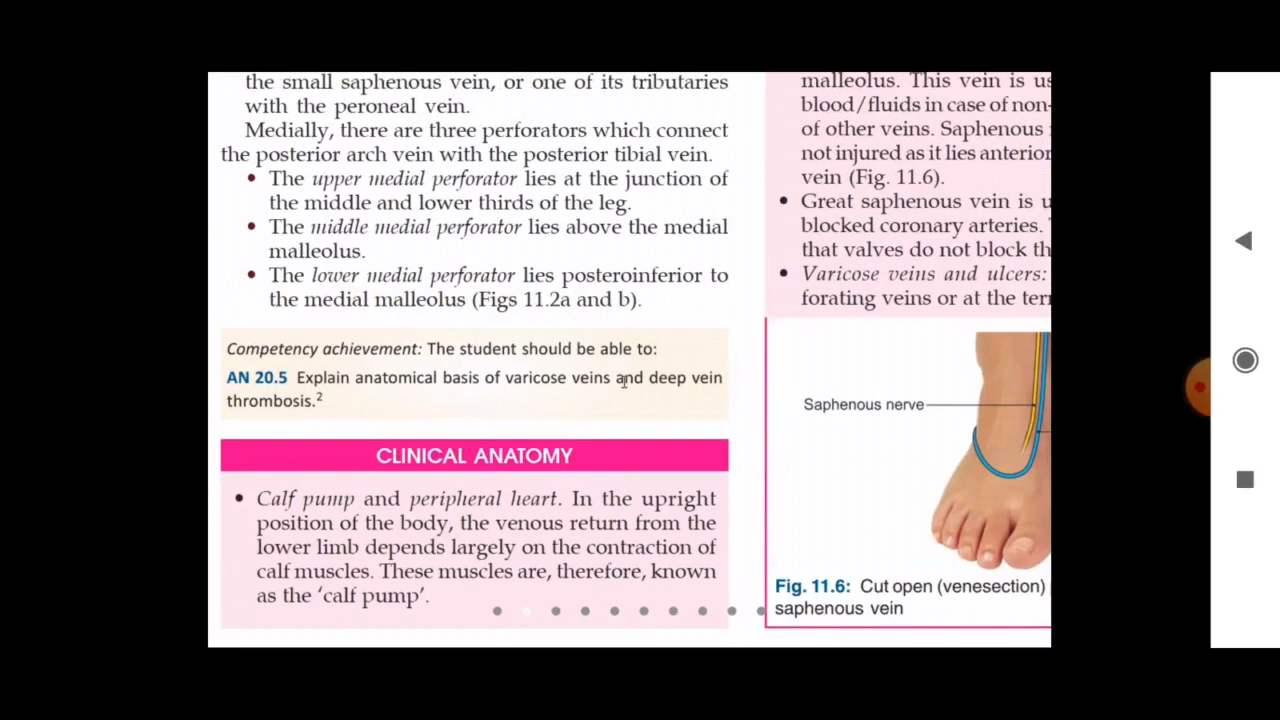 the small saphenous vein, or one of its tributaries
with the peroneal vein.
Medially, there are three perforators which connect
the posterior arch vein with the posterior tibial vein.
• The upper medial perforator lies at the junction of
the middle and lower thirds of the leg.
• The middle medial perforator lies above the medial
malleolus.
• The lower medial perforator lies posteroinferior to
the medial malleolus (Figs 11.2a and b).
Competency achievement: The student should be able to:
AN 20.5 Explain anatomical basis of varicose veins and deep vein
thrombosis.²
CLINICAL ANATOMY
• Calf pump and peripheral heart. In the upright
position of the body, the venous return from the
lower limb depends largely on the contraction of
calf muscles. These muscles are, therefore, known
as the ‘calf pump’.
malleolus. This vein is
blood/fluids in case of non-
of other veins. Saphenous
not injured as it lies anterior
vein (Fig. 11.6).
• Great saphenous vein is
blocked coronary arteries.
that valves do not block
• Varicose veins and ulcers:
forating veins or at the
Saphenous nerve
Fig. 11.6: Cut open (venesection)
saphenous vein